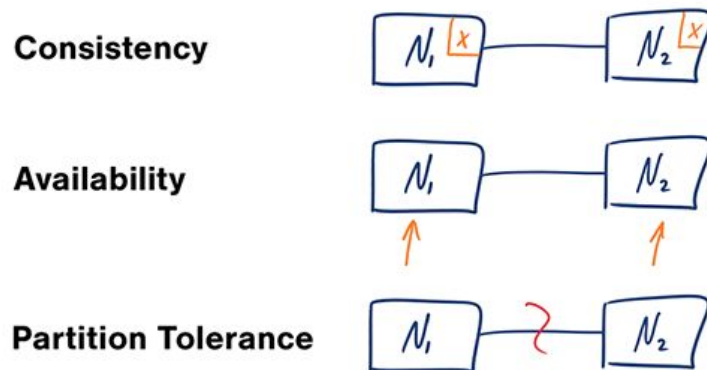 Consistency N₁ x N₂ x
Availability N₁ N₂
Partition Tolerance N₁ N₂